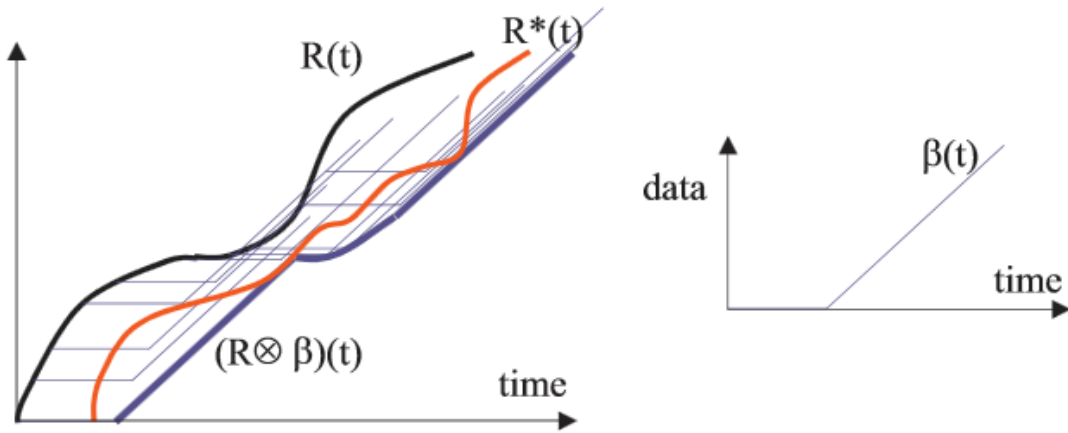 R(t)
R*(t)
(R⊗ β)(t)
time
data
β(t)
time